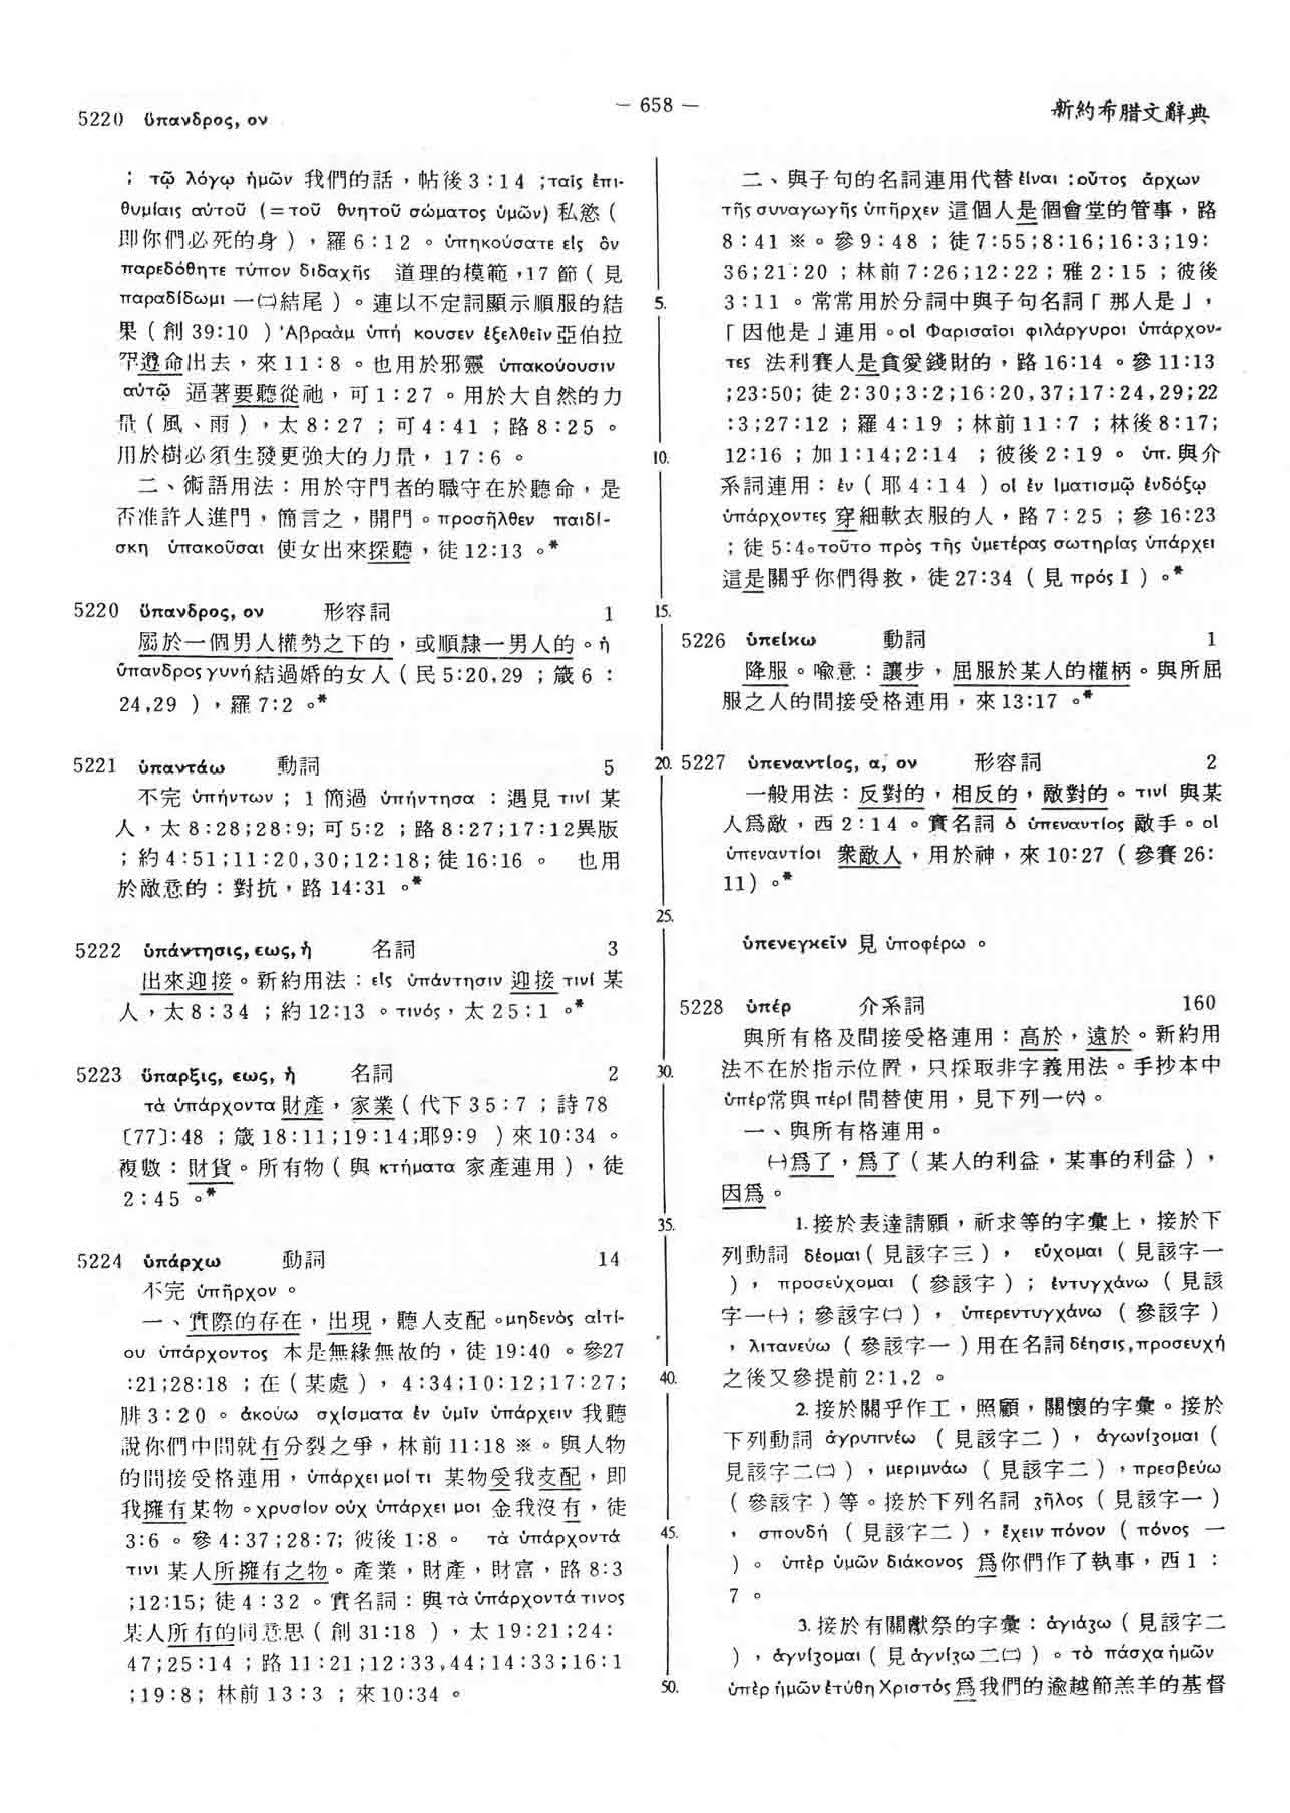 5220 ὕπανδρος, ον
— 658 —
新約希腊文辭典
; τῷ λόγῳ ἡμῶν 我們的話，帖後3:14 ;ταῖς ἐπι-
θυμίαις αὐτοῦ (=τοῦ θνητοῦ σώματος ὑμῶν) 私慾(
即你們必死的身)，羅6:12。ὑπηκούσατε εἰς ὃν
παρεδόθητε τύπον διδαχῆς 道理的模範，17節(見
παραδίδωμι 一㈡結尾)。連以不定詞顯示順服的結
果(創39:10)Ἀβραὰμ ὑπή κουσεν ἐξελθεῖν亞伯拉
罕遵命出去，來11:8。也用於邪靈 ὑπακούουσιν
αὐτῷ 逼著要聽從祂，可1:27。用於大自然的力
量(風、雨)，太8:27；可4:41；路8:25。
用於樹必須生發更強大的力量，17:6。
二、術語用法：用於守門者的職守在於聽命，是
否准許人進門，簡言之，開門。προσῆλθεν παιδί-
σκη ὑπακοῦσαι 使女出來探聽，徒12:13。*
5220 ὕπανδρος, ον 形容詞 1
屬於一個男人權勢之下的，或順隸一男人的。ἡ
ὕπανδρος γυνή結過婚的女人(民5:20,29；箴6：
24,29)，羅7:2。*
5221 ὑπαντάω 動詞 5
不完 ὑπήντων；1簡過 ὑπήντησα：遇見 τινί 某
人，太8:28;28:9;可5:2；路8:27;17:12異版
；約4:51;11:20,30;12:18;徒16:16。 也用
於敵意的：對抗，路14:31。*
5222 ὑπάντησις, εως, ἡ 名詞 3
出來迎接。新約用法：εἰς ὑπάντησιν 迎接 τινί 某
人，太8:34；約12:13。τινός，太25:1。*
5223 ὕπαρξις, εως, ἡ 名詞 2
τὰ ὑπάρχοντα 財產，家業(代下35:7；詩78
〔77〕:48；箴18:11;19:14;耶9:9)來10:34。
複數：財貨。所有物(與 κτήματα 家產連用)，徒
2:45。*
5224 ὑπάρχω 動詞 14
不完 ὑπῆρχον。
一、實際的存在，出現，聽人支配。μηδενὸς αἰτί-
ου ὑπάρχοντος 本是無緣無故的，徒19:40。參27
:21;28:18；在(某處)，4:34;10:12;17:27;
腓3:20。ἀκούω σχίσματα ἐν ὑμῖν ὑπάρχειν 我聽
說你們中間就有分裂之爭，林前11:18※。與人物
的間接受格連用，ὑπάρχει μοί τι 某物受我支配，即
我擁有某物。χρυσίον οὐχ ὑπάρχει μοι 金我沒有，徒
3:6。參4:37;28:7;彼後1:8。 τὰ ὑπάρχοντά
τινι 某人所擁有之物。產業，財產，財富，路8:3
;12:15;徒4:32。實名詞：與τὰ ὑπάρχοντά τινος
某人所有的同意思(創31:18)，太19:21;24:
47;25:14；路11:21;12:33,44;14:33;16:1
;19:8;林前13:3；來10:34。
5.
10.
15.
20.
25.
30.
35.
40.
45.
50.
二、與子句的名詞連用代替εἶναι：οὗτος ἄρχων
τῆς συναγωγῆς ὑπῆρχεν 這個人是個會堂的管事，路
8:41※。參9:48；徒7:55;8:16;16:3;19:
36;21:20；林前7:26;12:22；雅2:15；彼後
3:11。常常用於分詞中與子句名詞「那人是」，
「因他是」連用。οἱ Φαρισαῖοι φιλάργυροι ὑπάρχον-
τες 法利賽人是貪愛錢財的，路16:14。參11:13
;23:50;徒2:30;3:2;16:20,37;17:24,29;22
:3;27:12；羅4:19；林前11:7；林後8:17;
12:16；加1:14;2:14；彼後2:19。ὑπ.與介
系詞連用：ἐν(耶4:14)οἱ ἐν ἱματισμῷ ἐνδόξῳ
ὑπάρχοντες 穿細軟衣服的人，路7:25；參16:23
；徒5:4。τοῦτο πρὸς τῆς ὑμετέρας σωτηρίας ὑπάρχει
這是關乎你們得救，徒27:34(見πρός I)。*
5226 ὑπείκω 動詞 1
降服。喻意：讓步，屈服於某人的權柄。與所屈
服之人的間接受格連用，來13:17。*
5227 ὑπεναντίος, α, ον 形容詞 2
一般用法：反對的，相反的，敵對的。τινί 與某
人爲敵，西2:14。實名詞 ὁ ὑπεναντίος 敵手。οἱ
ὑπεναντίοι 衆敵人，用於神，來10:27(參賽26:
11)。*
ὑπενεγκεῖν 見 ὑποφέρω。
5228 ὑπέρ 介系詞 160
與所有格及間接受格連用：高於，遠於。新約用
法不在於指示位置，只採取非字義用法。手抄本中
ὑπέρ常與περί間替使用，見下列一㈥。
一、與所有格連用。
㈠爲了，爲了(某人的利益，某事的利益)，
因爲。
1.接於表達請願，祈求等的字彙上，接於下
列動詞 δέομαι(見該字三)，εὔχομαι(見該字一
)，προσεύχομαι(參該字)；ἐντυγχάνω(見該
字一㈠；參該字㈡)，ὑπερεντυγχάνω(參該字)
，λιτανεύω(參該字一)用在名詞δέησις,προσευχή
之後又參提前2:1,2。
2.接於關乎作工，照顧，關懷的字彙。接於
下列動詞 ἀγρυπνέω(見該字二)，ἀγωνίζομαι(
見該字二㈡)，μεριμνάω(見該字二)，πρεσβεύω
(參該字)等。接於下列名詞 ζῆλος(見該字一)
，σπουδή(見該字二)，ἔχειν πόνον(πόνος 一
)。ὑπὲρ ὑμῶν διάκονος 爲你們作了執事，西1：
7。
3.接於有關獻祭的字彙：ἁγιάζω(見該字二
)，ἁγνίζομαι(見ἁγνίζω二㈡)。τὸ πάσχα ἡμῶν
ὑπὲρ ἡμῶν ἐτύθη Χριστός 爲我們的逾越節羔羊的基督